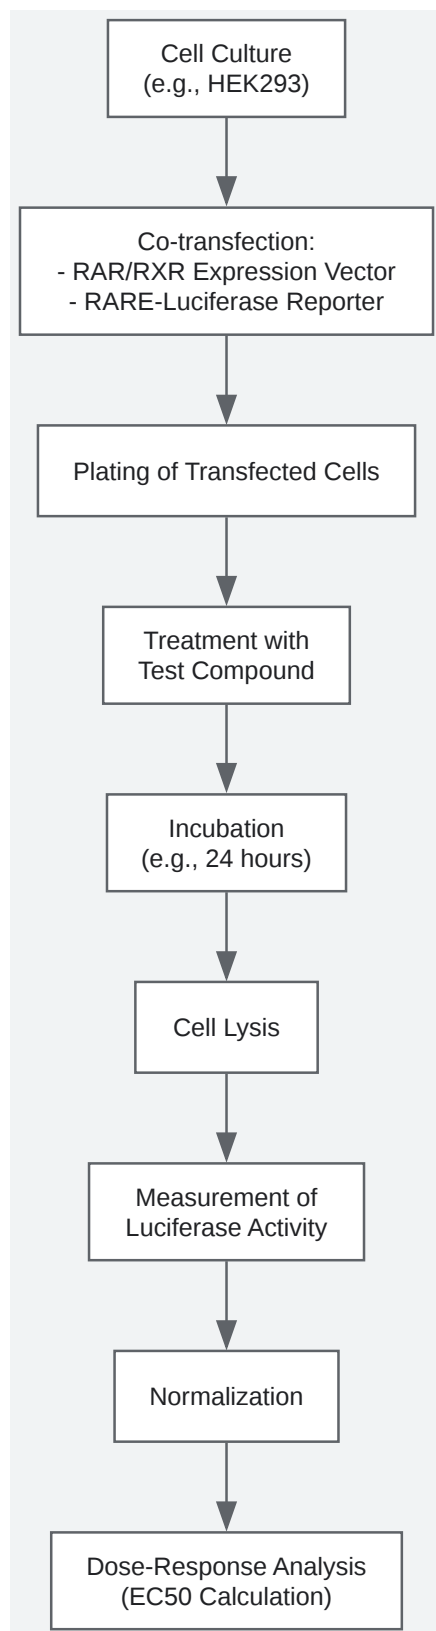 Cell Culture
(e.g., HEK293)
Co-transfection:
- RAR/RXR Expression Vector
- RARE-Luciferase Reporter
Plating of Transfected Cells
Treatment with
Test Compound
Incubation
(e.g., 24 hours)
Cell Lysis
Measurement of
Luciferase Activity
Normalization
Dose-Response Analysis
(EC50 Calculation)